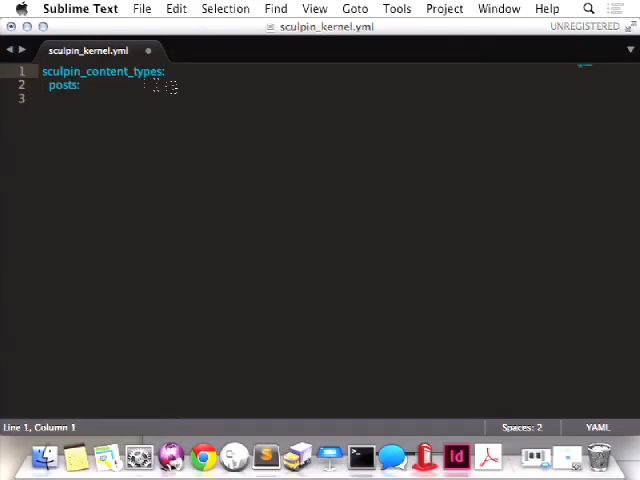 Sublime Text File Edit Selection Find View Goto Tools Project Window Help
sculpin_kernel.yml UNREGISTERED
sculpin_kernel.yml
1 sculpin_content_types:
2 posts:
3
Line 1, Column 1 Spaces: 2 YAML
S >_ Id